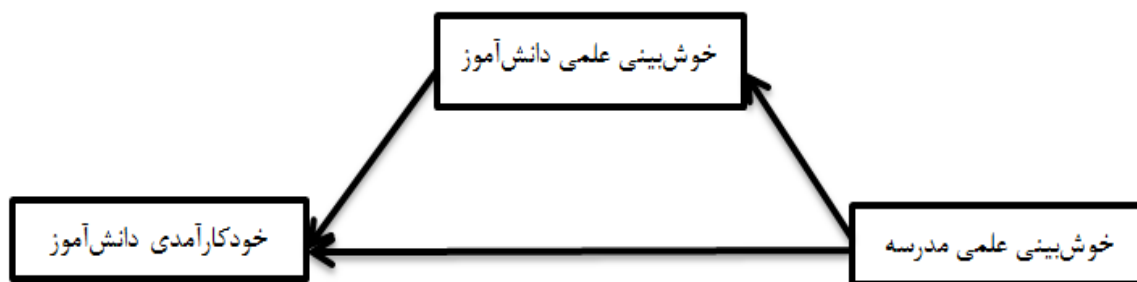 خوش‌بینی علمی دانش‌آموز
خوش‌بینی علمی مدرسه
خودکارآمدی دانش‌آموز